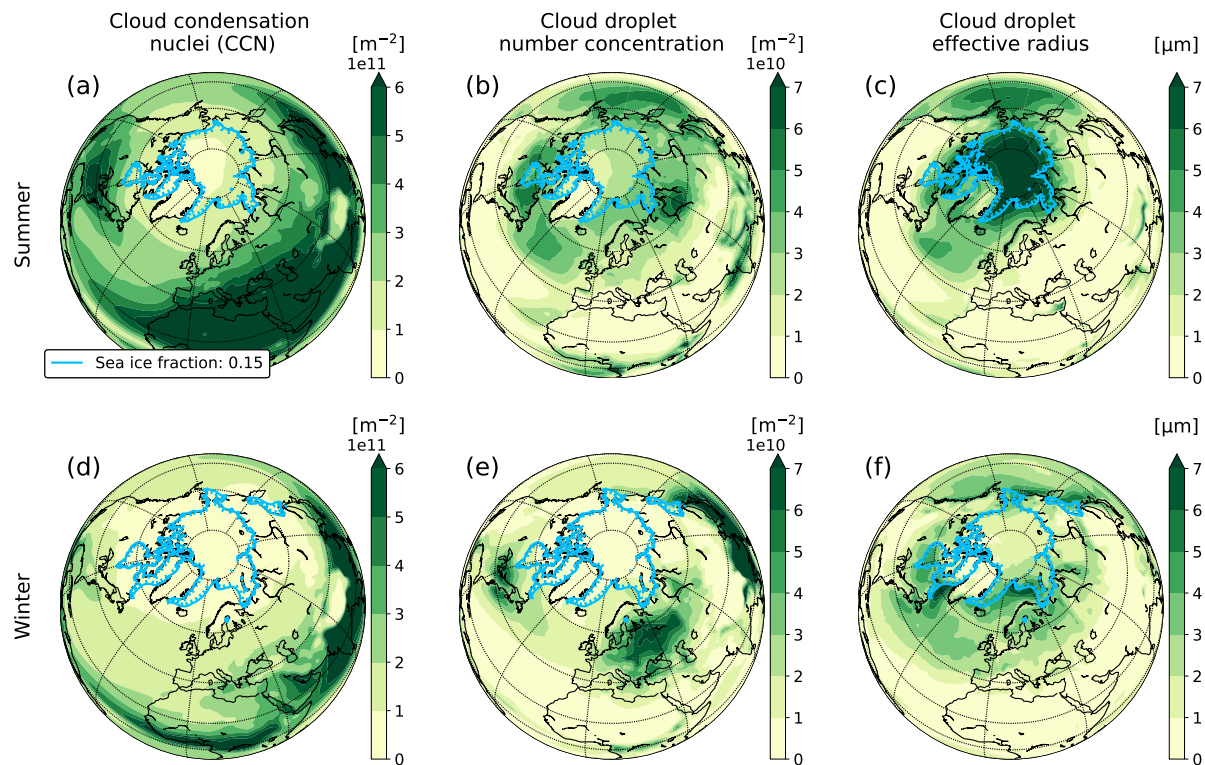 Cloud condensation
nuclei (CCN)
Cloud droplet
number concentration
Cloud droplet
effective radius
[m⁻²]
1e11
[m⁻²]
1e10
[μm]
(a)
(b)
(c)
Summer
6
5
4
3
2
1
0
7
6
5
4
3
2
1
0
7
6
5
4
3
2
1
0
Sea ice fraction: 0.15
[m⁻²]
1e11
[m⁻²]
1e10
[μm]
(d)
(e)
(f)
Winter
6
5
4
3
2
1
0
7
6
5
4
3
2
1
0
7
6
5
4
3
2
1
0